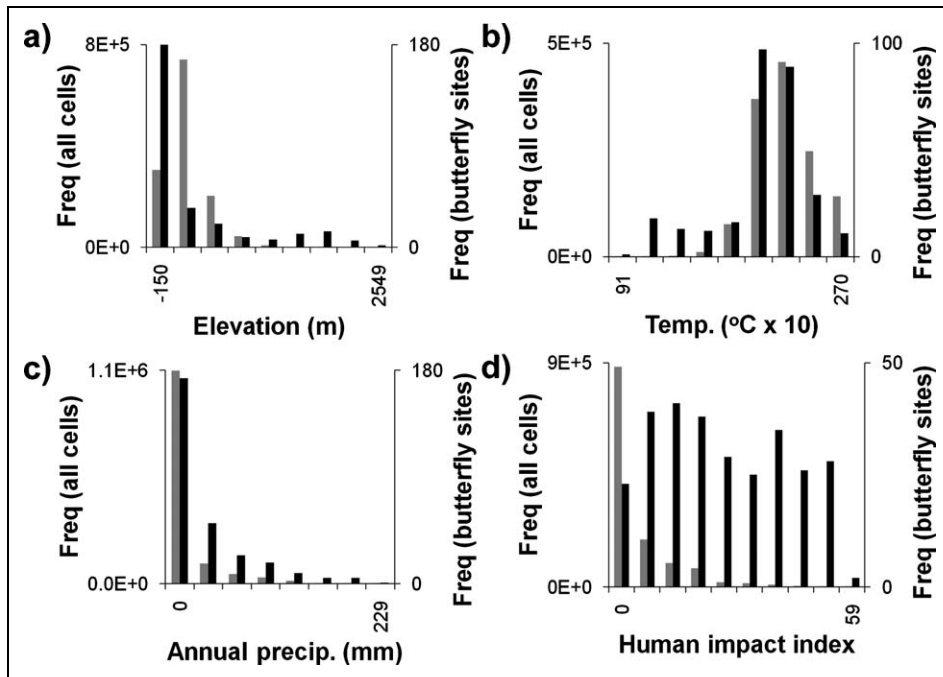 a)
Freq (all cells)
8E+5
0E+0
180
0
Freq (butterfly sites)
-150
2549
Elevation (m)
b)
Freq (all cells)
5E+5
0E+0
100
0
Freq (butterfly sites)
91
270
Temp. (ºC x 10)
c)
Freq (all cells)
1.1E+6
0.0E+0
180
0
Freq (butterfly sites)
0
229
Annual precip. (mm)
d)
Freq (all cells)
9E+5
0E+0
50
0
Freq (butterfly sites)
0
59
Human impact index